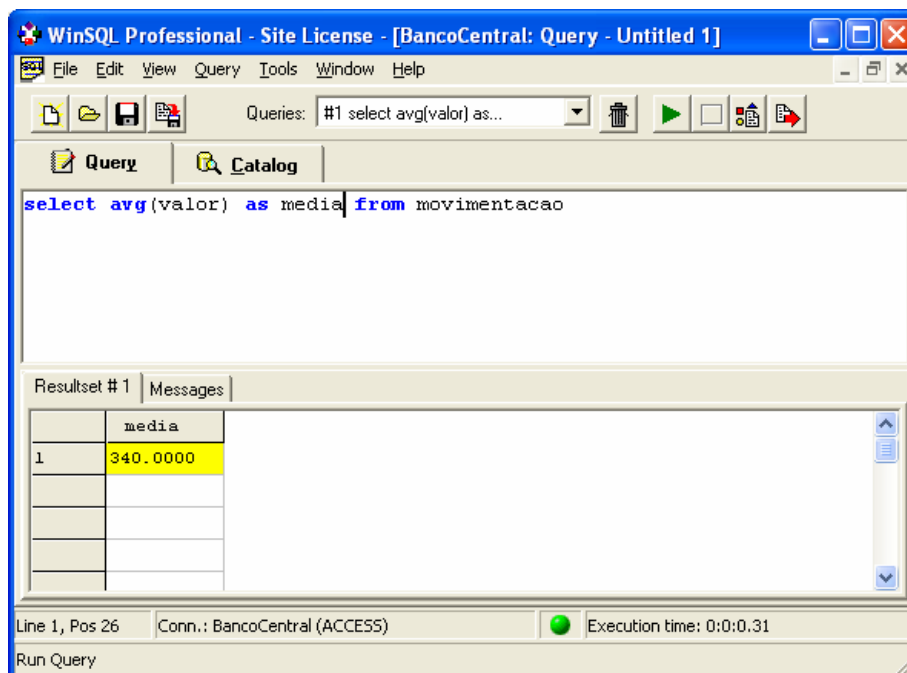 WinSQL Professional - Site License - [BancoCentral: Query - Untitled 1]
SQL File Edit View Query Tools Window Help
Queries: #1 select avg(valor) as...
Query Catalog
select avg(valor) as media from movimentacao
Resultset # 1 Messages
media
1 340.0000
Line 1, Pos 26 Conn.: BancoCentral (ACCESS) Execution time: 0:0:0.31
Run Query